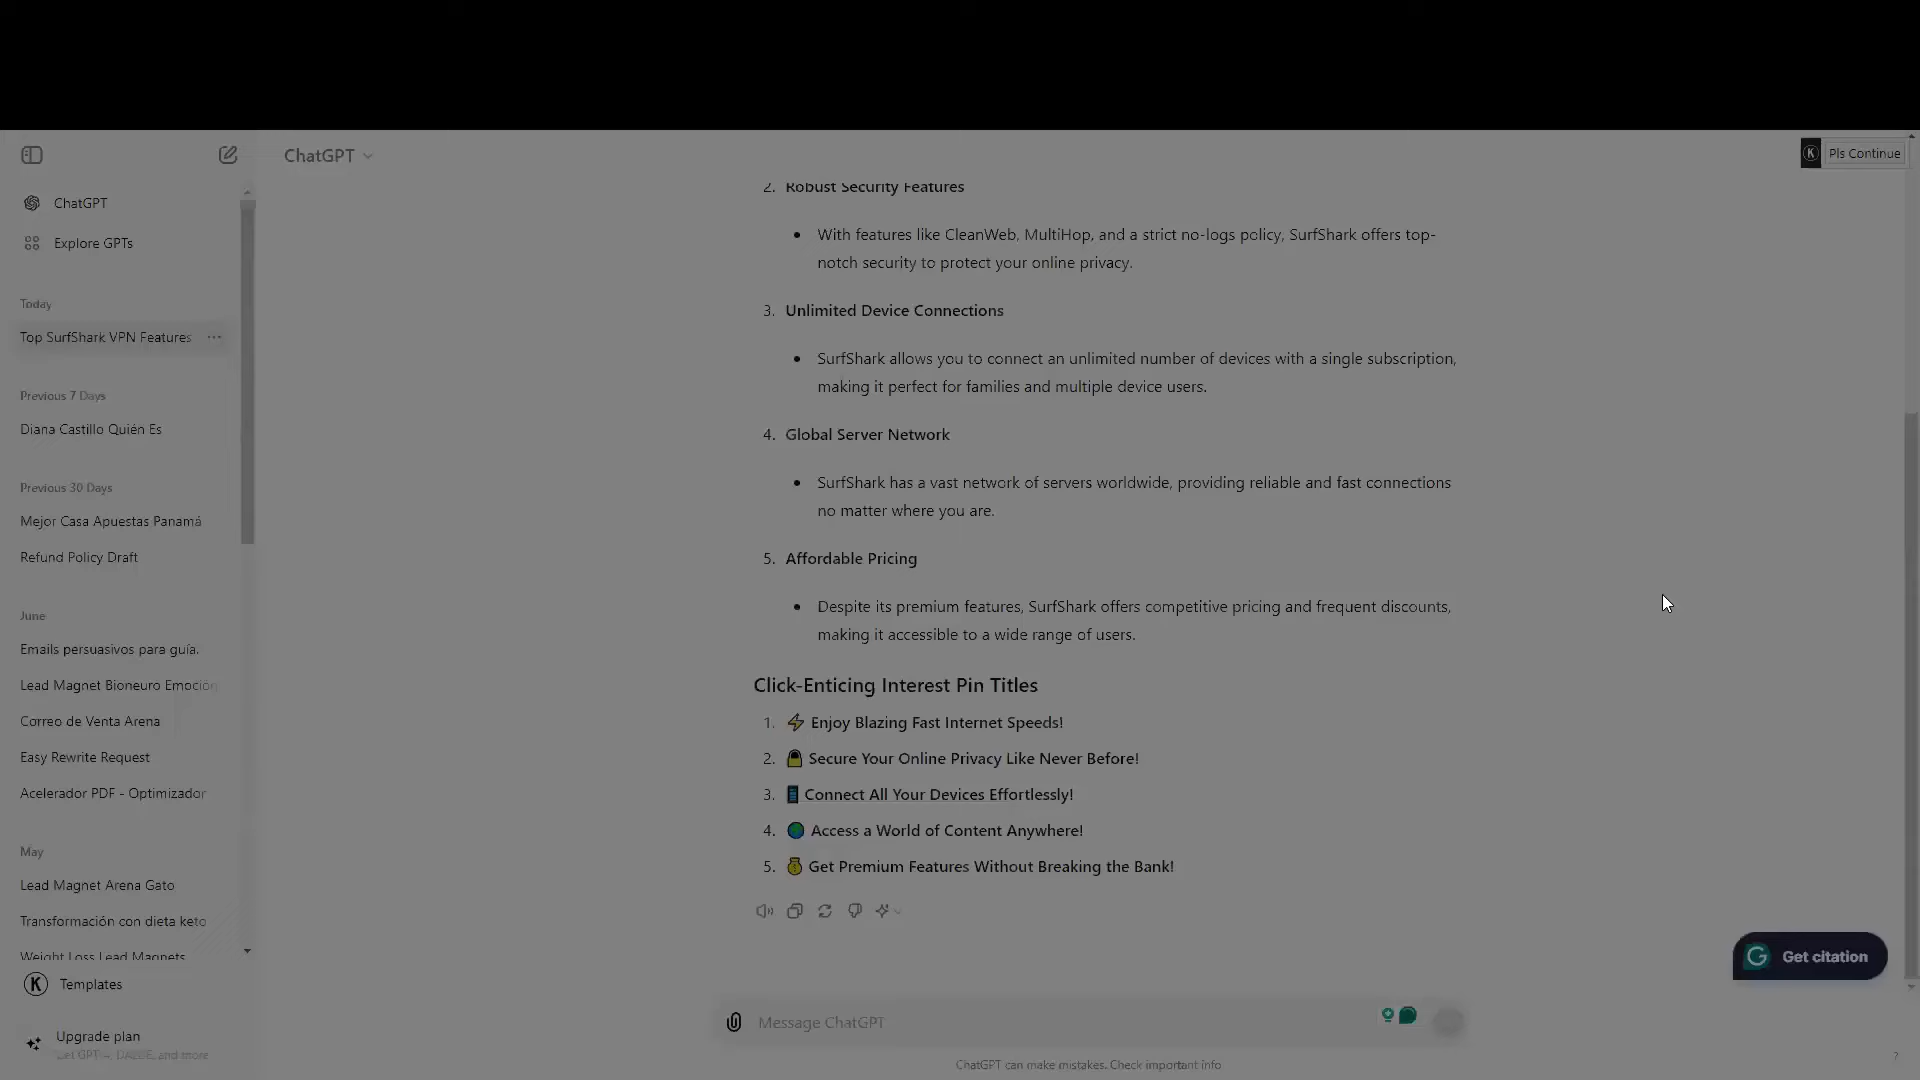 ChatGPT
Explore GPTs
Today
Top SurfShark VPN Features
Previous 7 Days
Diana Castillo Quién Es
Previous 30 Days
Mejor Casa Apuestas Panamá
Refund Policy Draft
June
Emails persuasivos para guía.
Lead Magnet Bioneuro Emoción
Correo de Venta Arena
Easy Rewrite Request
Acelerador PDF - Optimizador
May
Lead Magnet Arena Gato
Transformación con dieta keto
Weight Loss Lead Magnets
K Templates
Upgrade plan
and more
ChatGPT
K Pls Continue
2. Robust Security Features
• With features like CleanWeb, MultiHop, and a strict no-logs policy, SurfShark offers top-
notch security to protect your online privacy.
3. Unlimited Device Connections
• SurfShark allows you to connect an unlimited number of devices with a single subscription,
making it perfect for families and multiple device users.
4. Global Server Network
• SurfShark has a vast network of servers worldwide, providing reliable and fast connections
no matter where you are.
5. Affordable Pricing
• Despite its premium features, SurfShark offers competitive pricing and frequent discounts,
making it accessible to a wide range of users.
Click-Enticing Interest Pin Titles
1. ⚡ Enjoy Blazing Fast Internet Speeds!
2. 🔒 Secure Your Online Privacy Like Never Before!
3. 📱 Connect All Your Devices Effortlessly!
4. 🌍 Access a World of Content Anywhere!
5. 💰 Get Premium Features Without Breaking the Bank!
G Get citation
Message ChatGPT
ChatGPT can make mistakes. Check important info
?